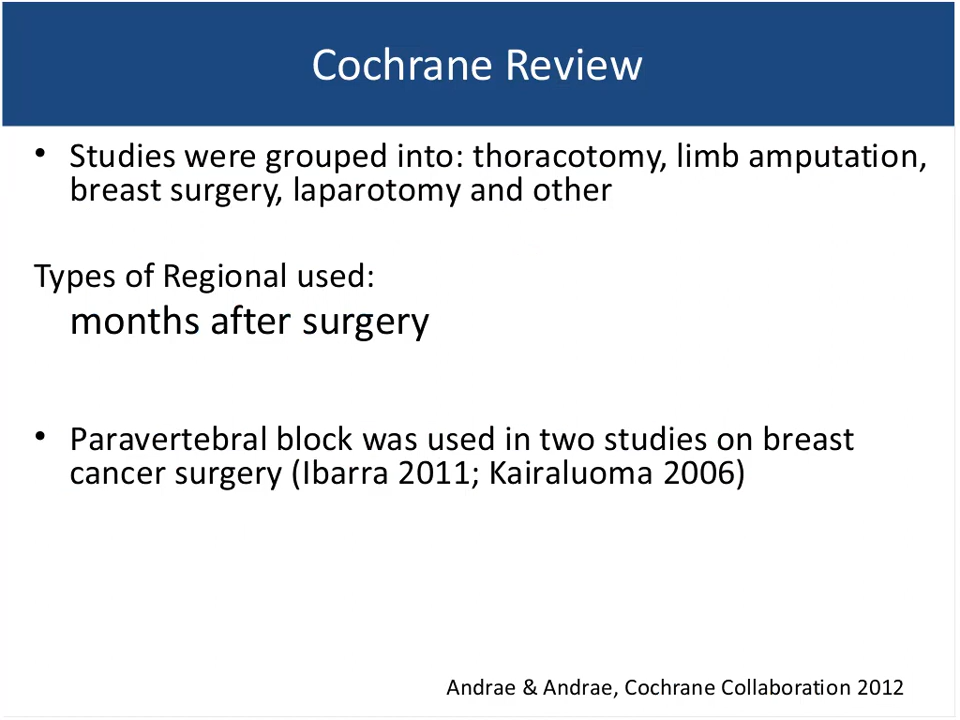 Cochrane Review
• Studies were grouped into: thoracotomy, limb amputation,
breast surgery, laparotomy and other
Types of Regional used:
months after surgery
• Paravertebral block was used in two studies on breast
cancer surgery (Ibarra 2011; Kairaluoma 2006)
Andrae & Andrae, Cochrane Collaboration 2012